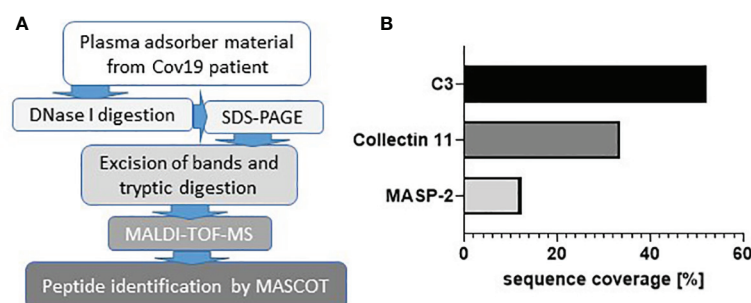 A
Plasma adsorber material
from Cov19 patient
DNase I digestion
SDS-PAGE
Excision of bands and
tryptic digestion
MALDI-TOF-MS
Peptide identification by MASCOT
B
C3
Collectin 11
MASP-2
0 20 40 60
sequence coverage [%]